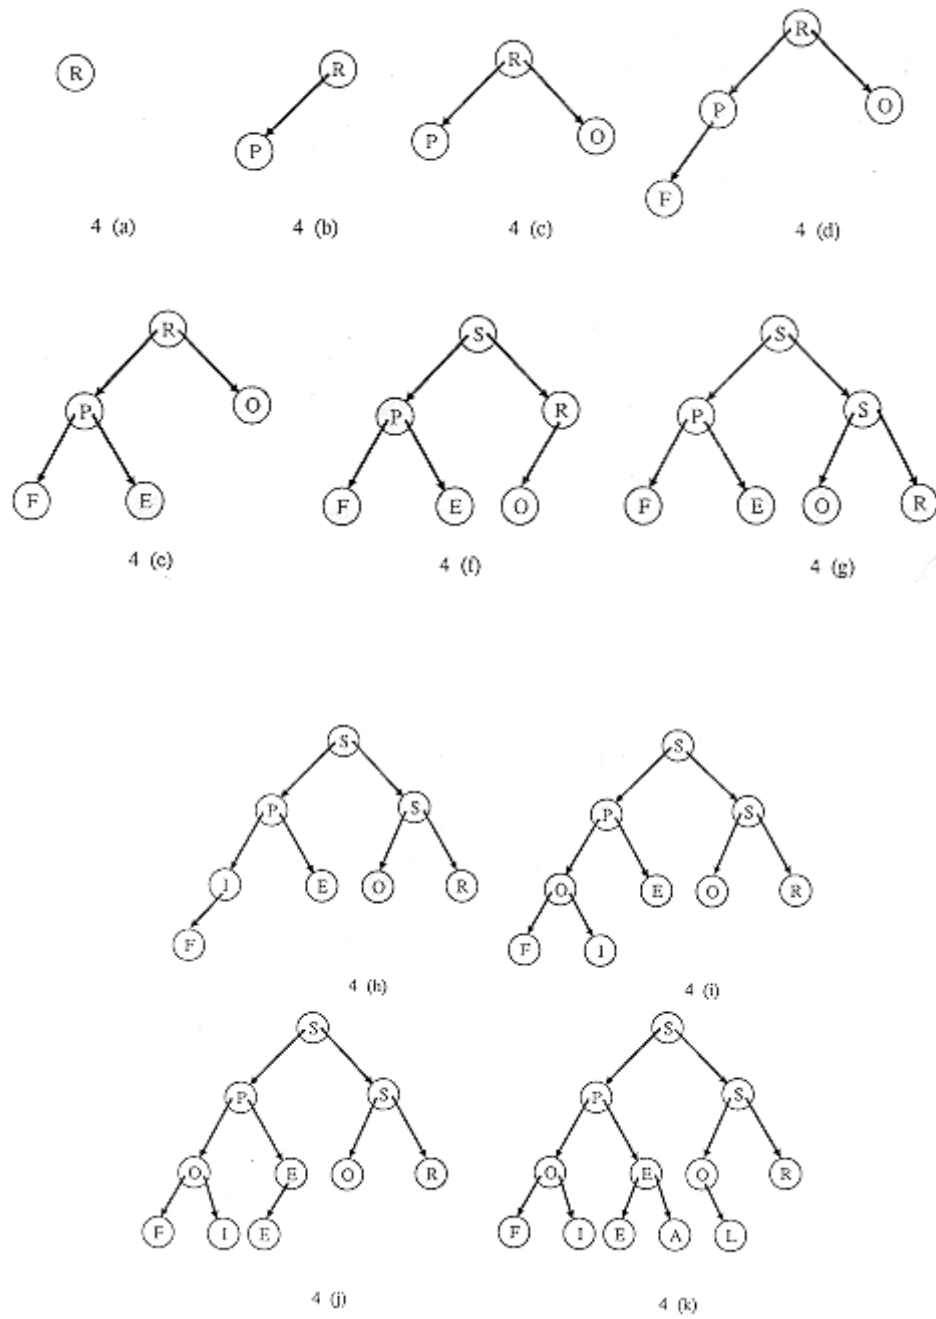 R R R R
P P O P O
F
4 (a) 4 (b) 4 (c) 4 (d)
R S S
P O P R P S
F E F E O F E O R
4 (e) 4 (f) 4 (g)
S S
P S P S
I E O R O E O R
F F I
4 (h) 4 (i)
S S
P S P S
O E O R O E O R
F I E F I E A L
4 (j) 4 (k)